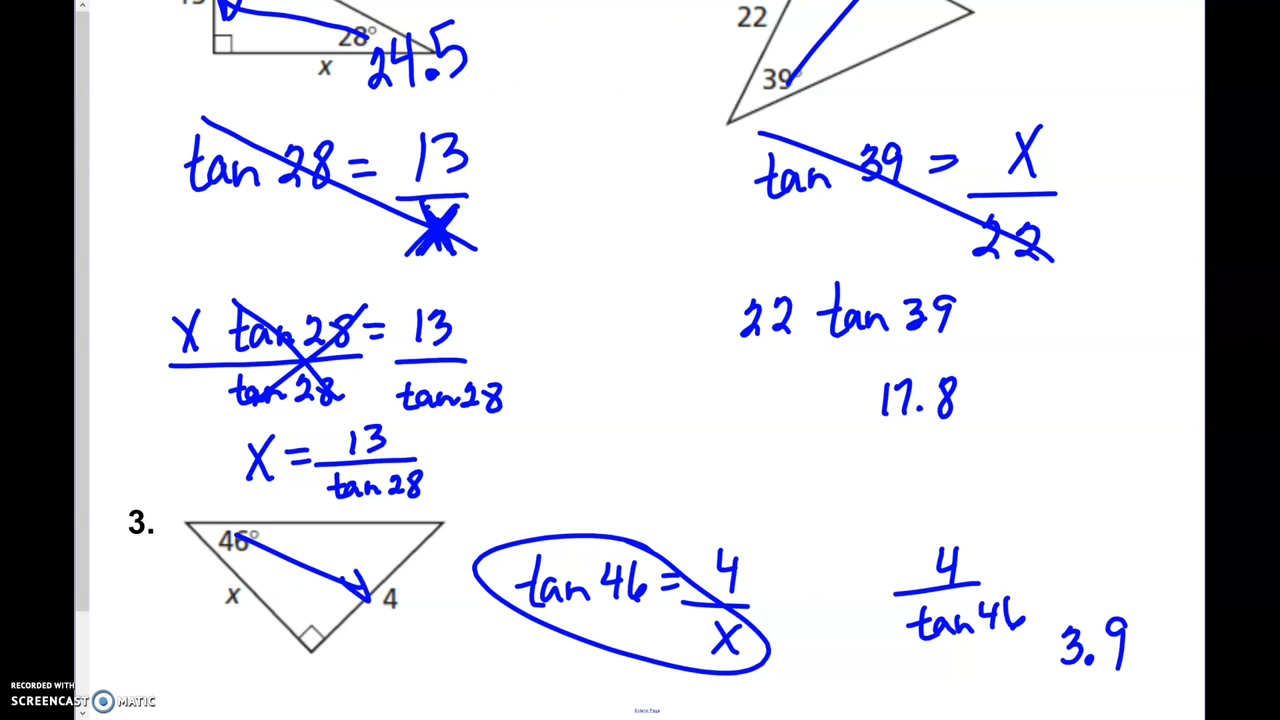 28°
x
24.5
22
39°
tan 28 = 13
x
x tan 28 = 13
tan 28 tan 28
x = 13
tan 28
tan 39 = x
22
22 tan 39
17.8
3.
46°
x
4
tan 46 = 4
x
4
tan 46
3.9
RECORDED WITH
SCREENCAST MATIC